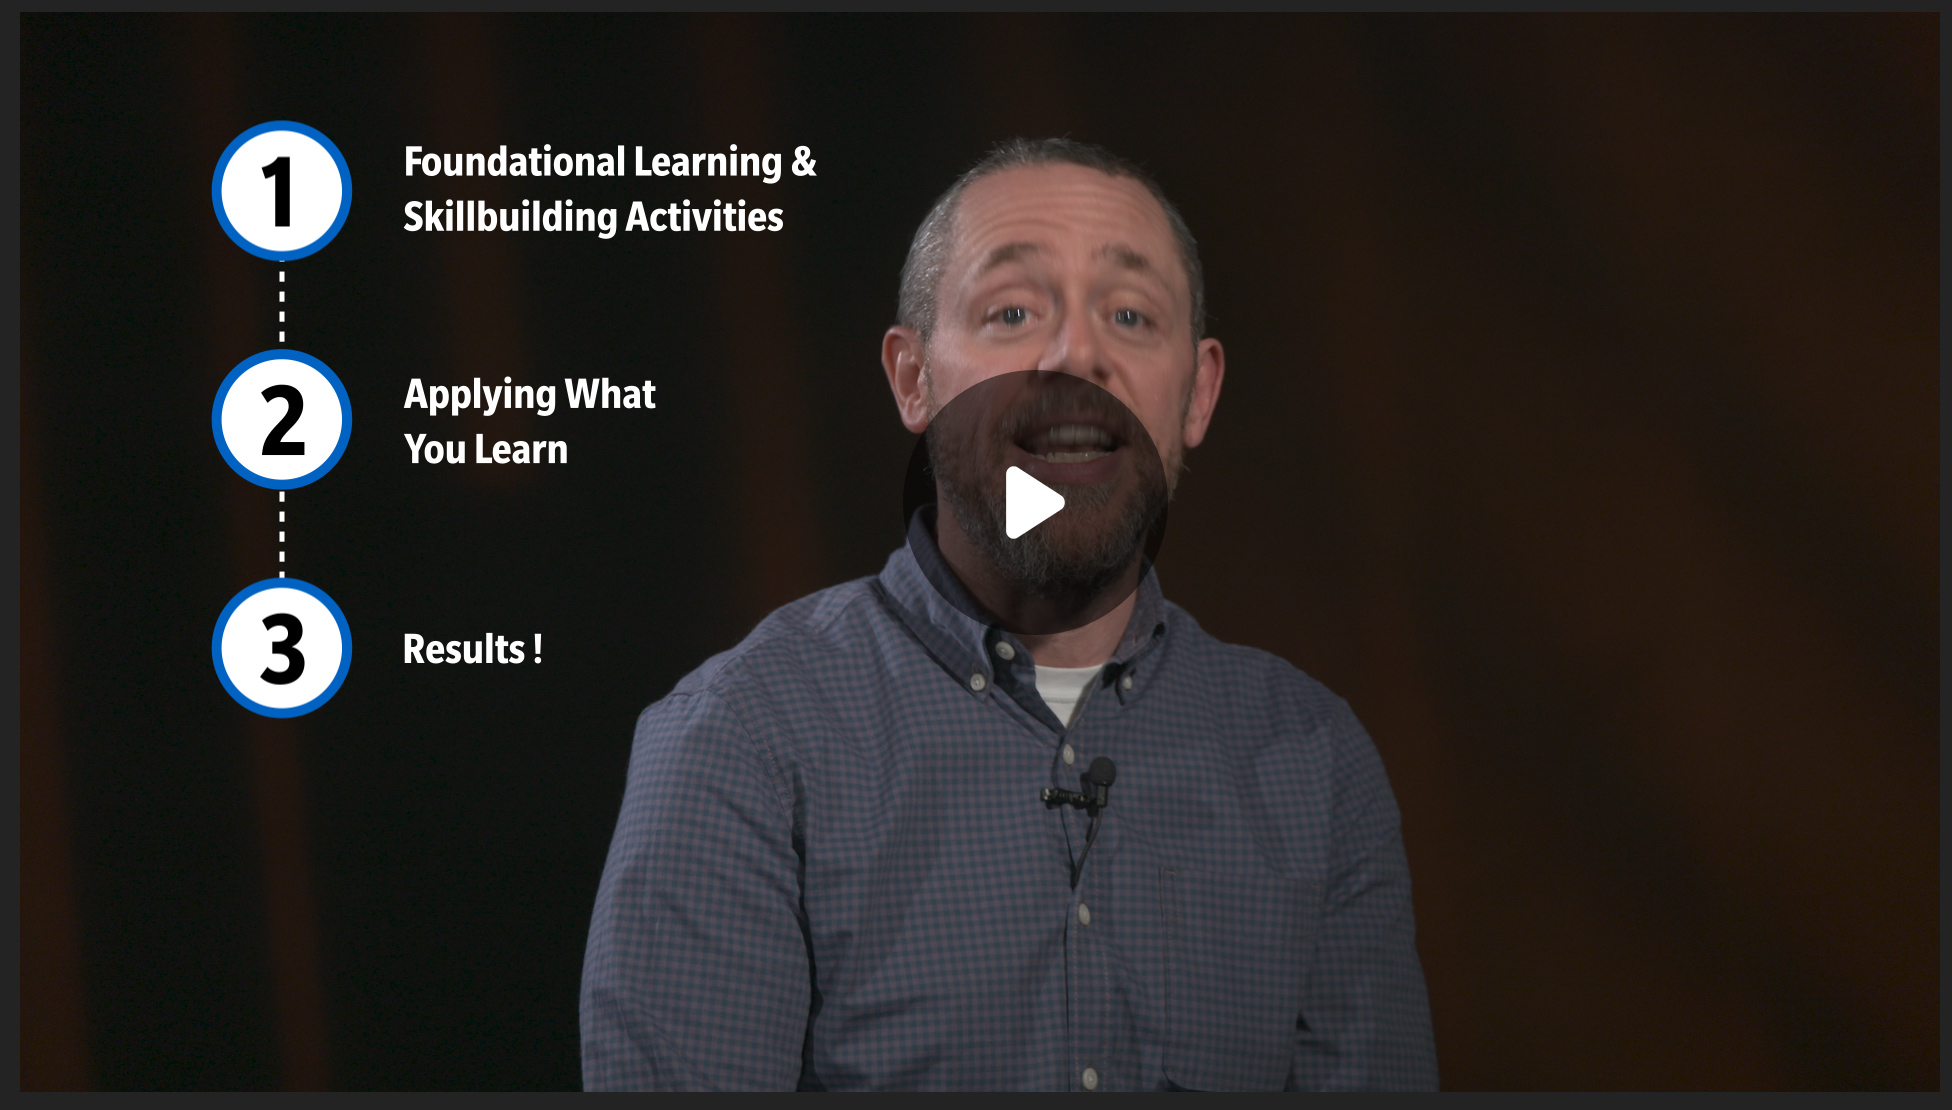 1
Foundational Learning &
Skillbuilding Activities
2
Applying What
You Learn
3
Results !